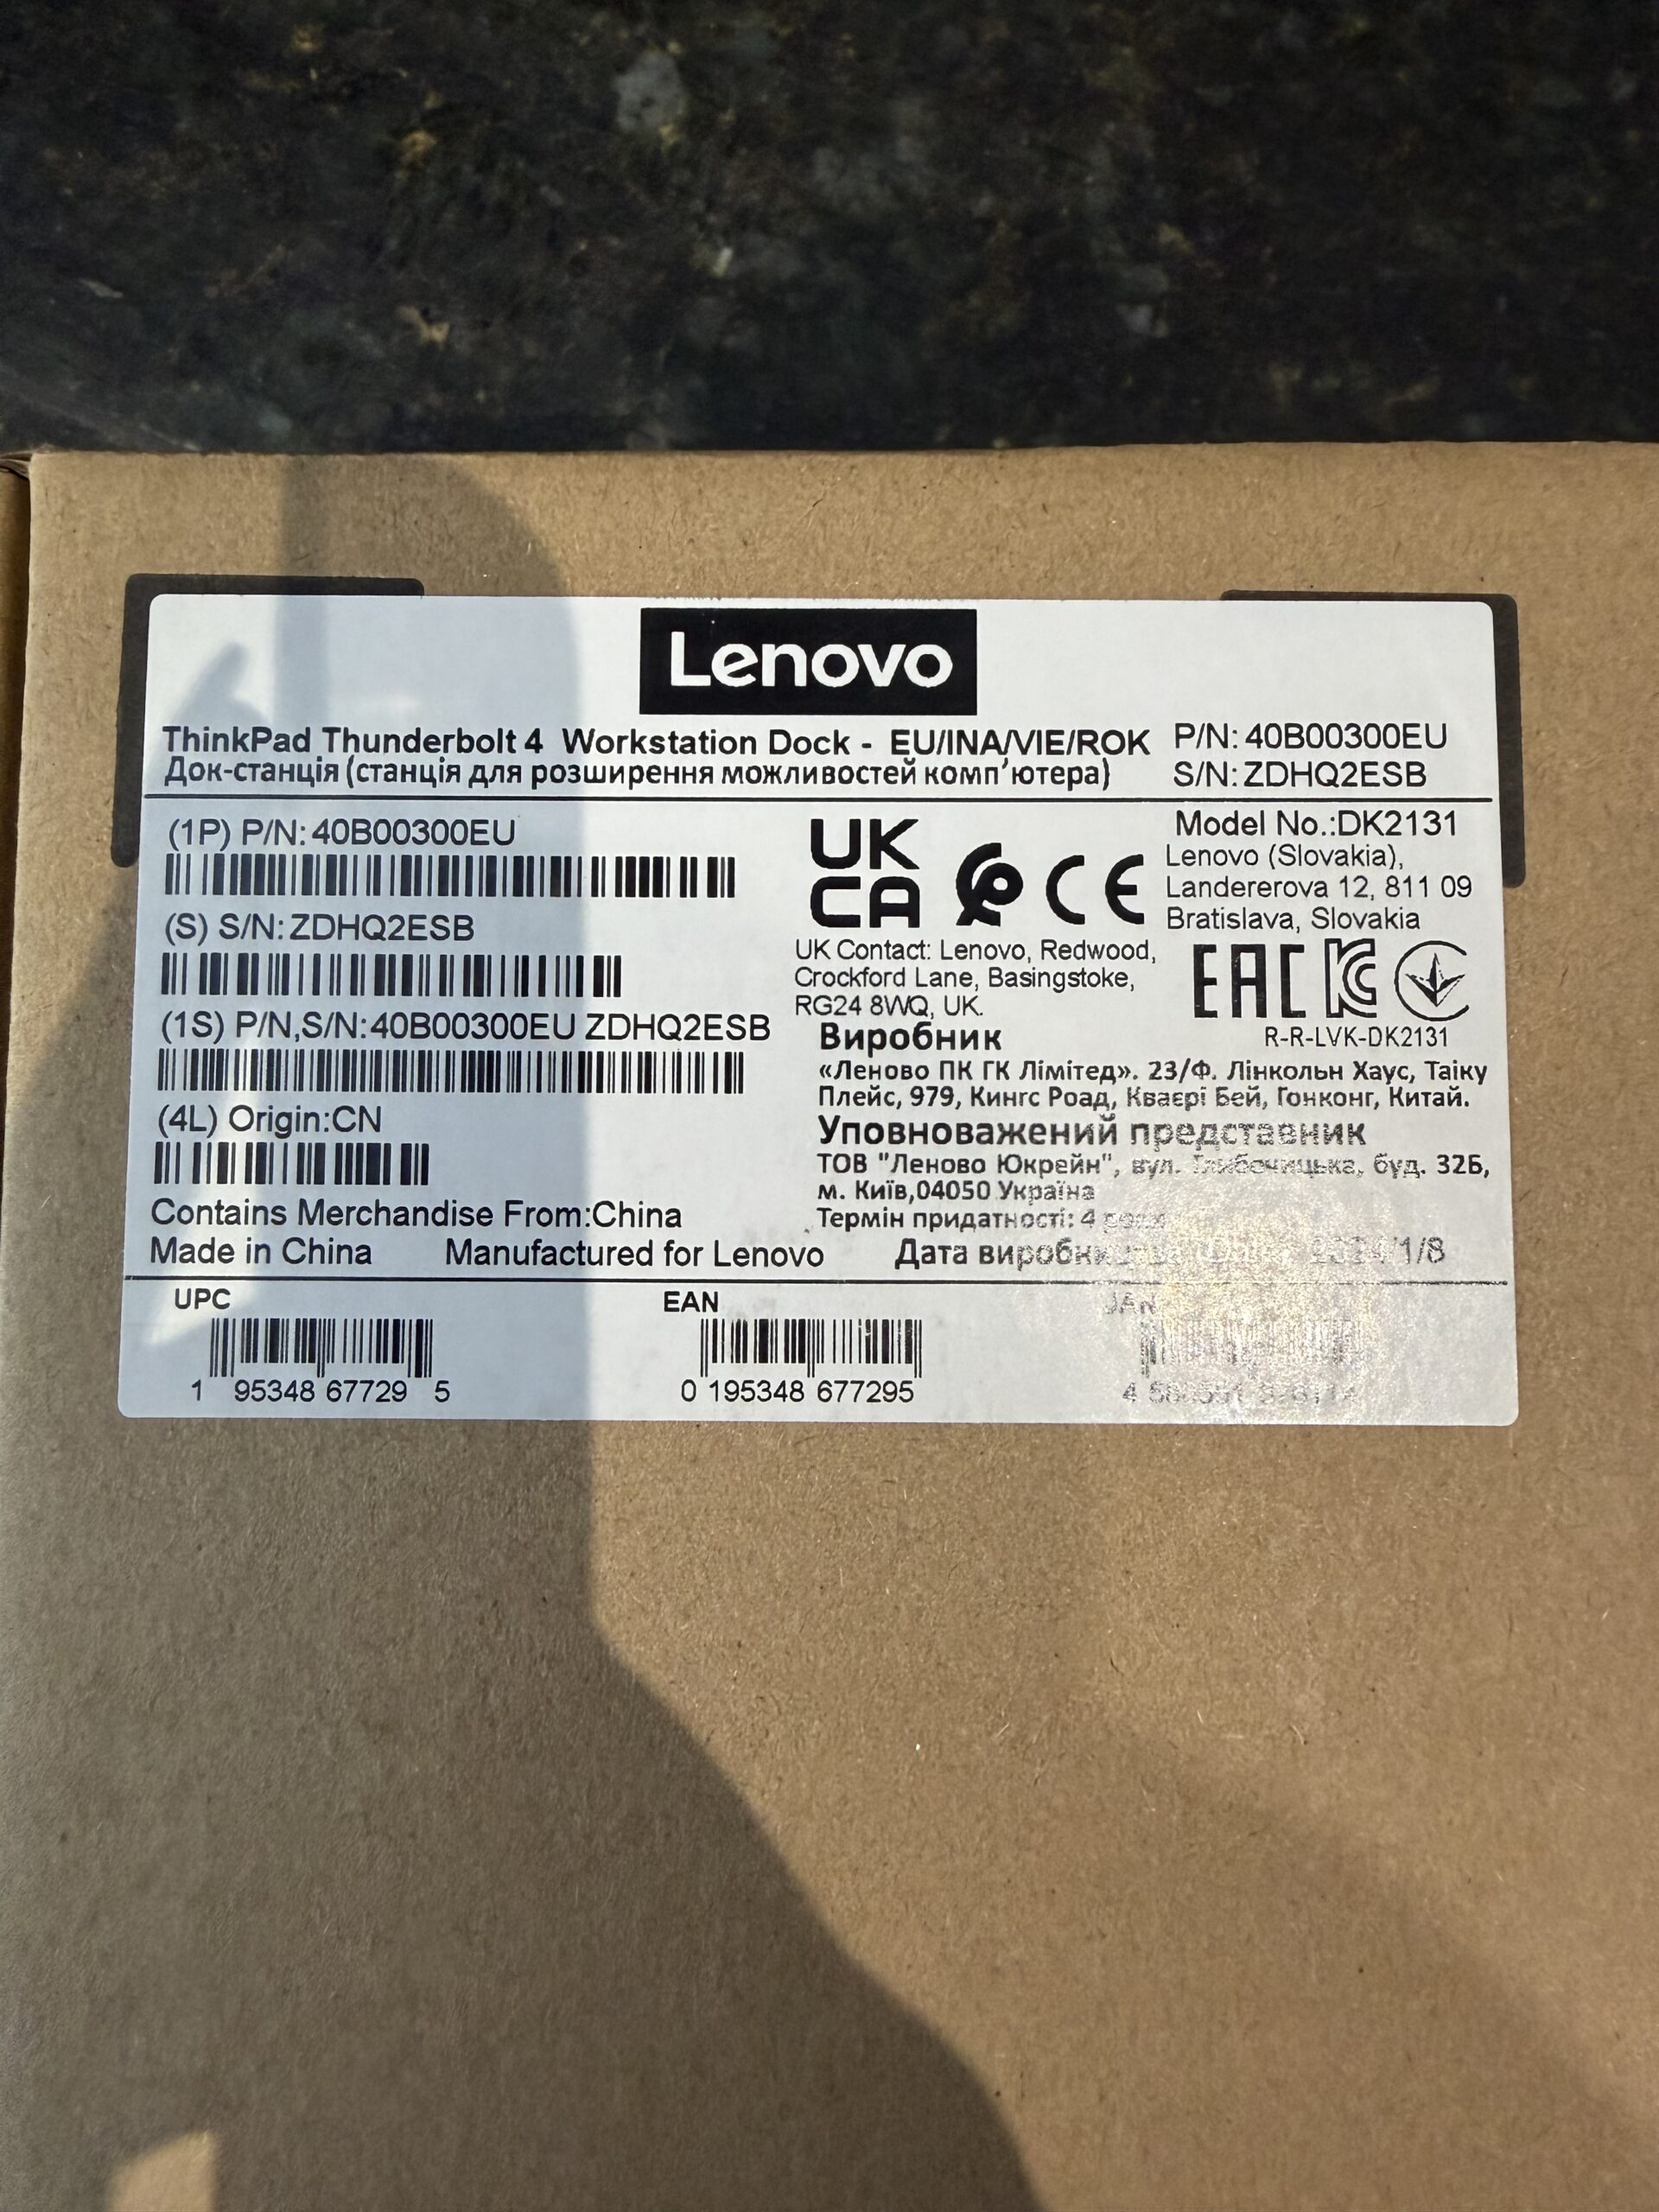 Lenovo
ThinkPad Thunderbolt 4 Workstation Dock - EU/INA/VIE/ROK
Док-станція (станція для розширення можливостей комп'ютера)
P/N: 40B00300EU
S/N: ZDHQ2ESB
(1P) P/N: 40B00300EU
(S) S/N: ZDHQ2ESB
(1S) P/N,S/N: 40B00300EU ZDHQ2ESB
(4L) Origin:CN
Contains Merchandise From:China
Made in China Manufactured for Lenovo
UK
CA
CE
UK Contact: Lenovo, Redwood,
Crockford Lane, Basingstoke,
RG24 8WQ, UK.
Model No.:DK2131
Lenovo (Slovakia),
Landererova 12, 811 09
Bratislava, Slovakia
EAC
R-R-LVK-DK2131
Виробник
«Леново ПК ГК Лімітед». 23/Ф. Лінкольн Хаус, Таіку
Плейс, 979, Кингс Роад, Кваєрі Бей, Гонконг, Китай.
Уповноважений представник
ТОВ "Леново Юкрейн", вул. Глибочицька, буд. 32Б,
м. Київ,04050 Україна
Термін придатності: 4
Дата
UPC
1 95348 67729 5
EAN
0 195348 677295
JAN